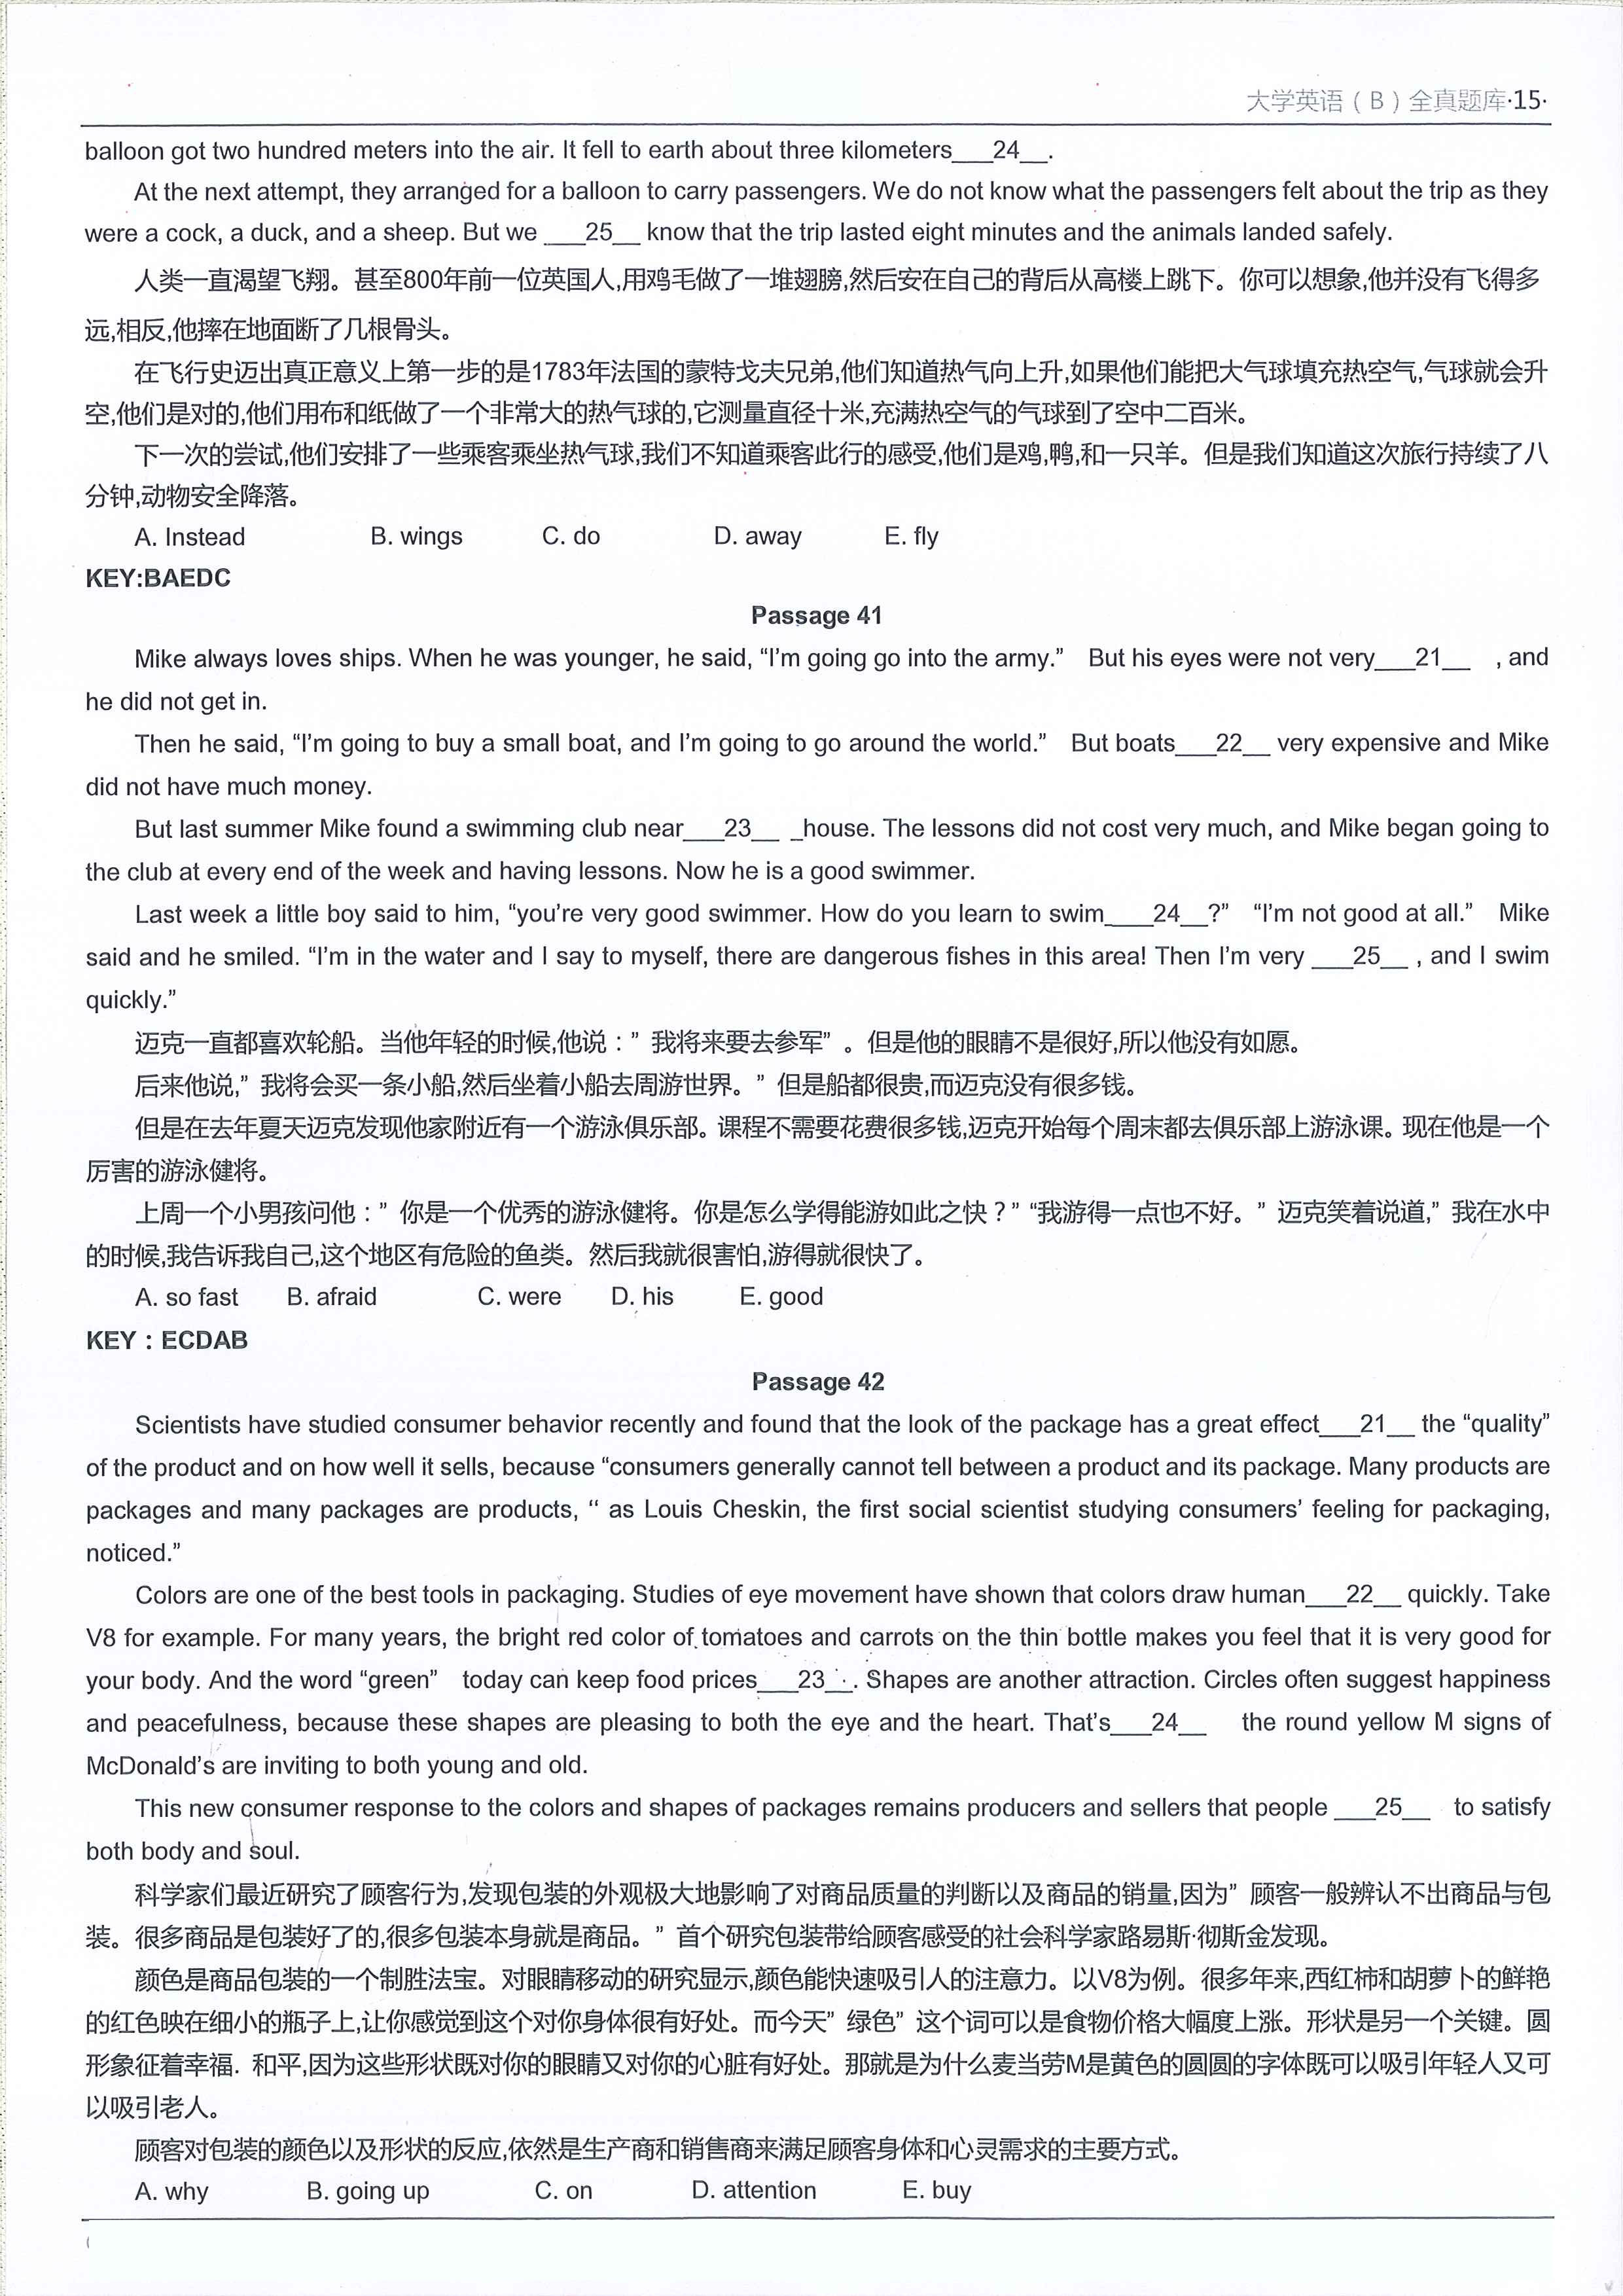 大学英语（B）全真题库·15·
balloon got two hundred meters into the air. It fell to earth about three kilometers___24__.
At the next attempt, they arranged for a balloon to carry passengers. We do not know what the passengers felt about the trip as they
were a cock, a duck, and a sheep. But we ___25__ know that the trip lasted eight minutes and the animals landed safely.
人类一直渴望飞翔。甚至800年前一位英国人,用鸡毛做了一堆翅膀,然后安在自己的背后从高楼上跳下。你可以想象,他并没有飞得多
远,相反,他摔在地面断了几根骨头。
在飞行史迈出真正意义上第一步的是1783年法国的蒙特戈夫兄弟,他们知道热气向上升,如果他们能把大气球填充热空气,气球就会升
空,他们是对的,他们用布和纸做了一个非常大的热气球的,它测量直径十米,充满热空气的气球到了空中二百米。
下一次的尝试,他们安排了一些乘客乘坐热气球,我们不知道乘客此行的感受,他们是鸡,鸭,和一只羊。但是我们知道这次旅行持续了八
分钟,动物安全降落。
A. Instead B. wings C. do D. away E. fly
KEY:BAEDC
Passage 41
Mike always loves ships. When he was younger, he said, “I’m going go into the army.” But his eyes were not very___21__ , and
he did not get in.
Then he said, “I’m going to buy a small boat, and I’m going to go around the world.” But boats___22__ very expensive and Mike
did not have much money.
But last summer Mike found a swimming club near___23__ _house. The lessons did not cost very much, and Mike began going to
the club at every end of the week and having lessons. Now he is a good swimmer.
Last week a little boy said to him, “you’re very good swimmer. How do you learn to swim____24__?” “I’m not good at all.” Mike
said and he smiled. “I’m in the water and I say to myself, there are dangerous fishes in this area! Then I’m very ___25__ , and I swim
quickly.”
迈克一直都喜欢轮船。当他年轻的时候,他说：” 我将来要去参军” 。但是他的眼睛不是很好,所以他没有如愿。
后来他说,” 我将会买一条小船,然后坐着小船去周游世界。” 但是船都很贵,而迈克没有很多钱。
但是在去年夏天迈克发现他家附近有一个游泳俱乐部。课程不需要花费很多钱,迈克开始每个周末都去俱乐部上游泳课。现在他是一个
厉害的游泳健将。
上周一个小男孩问他：” 你是一个优秀的游泳健将。你是怎么学得能游如此之快？” “我游得一点也不好。” 迈克笑着说道,” 我在水中
的时候,我告诉我自己,这个地区有危险的鱼类。然后我就很害怕,游得就很快了。
A. so fast B. afraid C. were D. his E. good
KEY：ECDAB
Passage 42
Scientists have studied consumer behavior recently and found that the look of the package has a great effect___21__ the “quality”
of the product and on how well it sells, because “consumers generally cannot tell between a product and its package. Many products are
packages and many packages are products, “ as Louis Cheskin, the first social scientist studying consumers’ feeling for packaging,
noticed.”
Colors are one of the best tools in packaging. Studies of eye movement have shown that colors draw human___22__ quickly. Take
V8 for example. For many years, the bright red color of tomatoes and carrots on the thin bottle makes you feel that it is very good for
your body. And the word “green” today can keep food prices___23__. Shapes are another attraction. Circles often suggest happiness
and peacefulness, because these shapes are pleasing to both the eye and the heart. That’s___24__ the round yellow M signs of
McDonald’s are inviting to both young and old.
This new consumer response to the colors and shapes of packages remains producers and sellers that people ___25__ to satisfy
both body and soul.
科学家们最近研究了顾客行为,发现包装的外观极大地影响了对商品质量的判断以及商品的销量,因为” 顾客一般辨认不出商品与包
装。很多商品是包装好了的,很多包装本身就是商品。” 首个研究包装带给顾客感受的社会科学家路易斯·彻斯金发现。
颜色是商品包装的一个制胜法宝。对眼睛移动的研究显示,颜色能快速吸引人的注意力。以V8为例。很多年来,西红柿和胡萝卜的鲜艳
的红色映在细小的瓶子上,让你感觉到这个对你身体很有好处。而今天” 绿色” 这个词可以是食物价格大幅度上涨。形状是另一个关键。圆
形象征着幸福. 和平,因为这些形状既对你的眼睛又对你的心脏有好处。那就是为什么麦当劳M是黄色的圆圆的字体既可以吸引年轻人又可
以吸引老人。
顾客对包装的颜色以及形状的反应,依然是生产商和销售商来满足顾客身体和心灵需求的主要方式。
A. why B. going up C. on D. attention E. buy